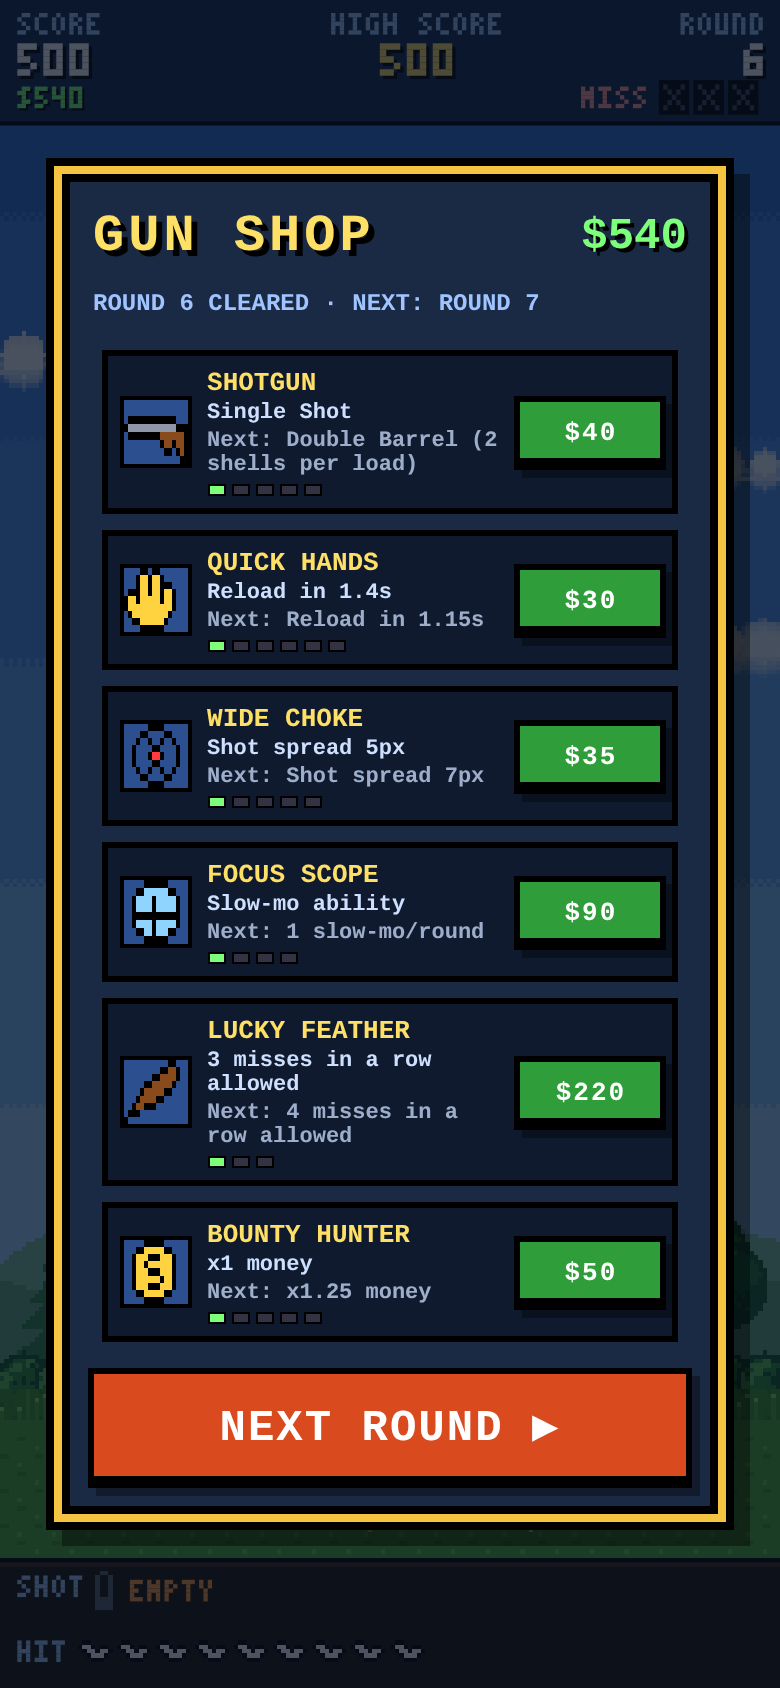 SCORE HIGH SCORE ROUND
500 500 6
$540 MISS X X X
GUN SHOP $540
ROUND 6 CLEARED · NEXT: ROUND 7
SHOTGUN
Single Shot
Next: Double Barrel (2
shells per load)
$40
QUICK HANDS
Reload in 1.4s
Next: Reload in 1.15s
$30
WIDE CHOKE
Shot spread 5px
Next: Shot spread 7px
$35
FOCUS SCOPE
Slow-mo ability
Next: 1 slow-mo/round
$90
LUCKY FEATHER
3 misses in a row
allowed
Next: 4 misses in a
row allowed
$220
BOUNTY HUNTER
x1 money
Next: x1.25 money
$50
NEXT ROUND ▶
SHOT EMPTY
HIT